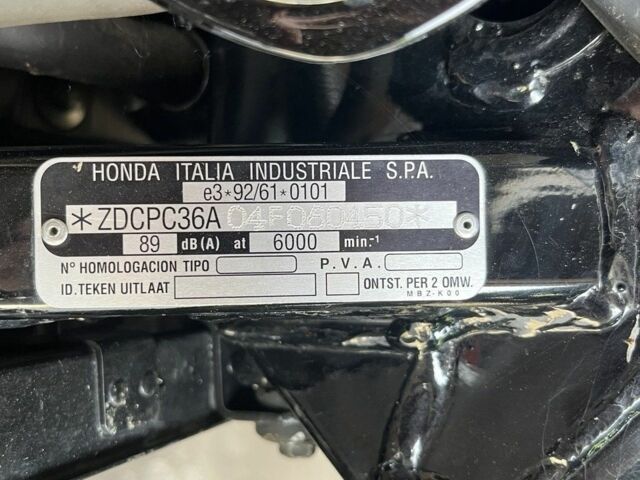 HONDA ITALIA INDUSTRIALE S.P.A.
e3*92/61*0101
*ZDCPC36A04F080450*
89 dB(A) at 6000 min.-1
Nº HOMOLOGACION TIPO P.V.A.
ID.TEKEN UITLAAT ONTST. PER 2 OMW.
MBZ-K00